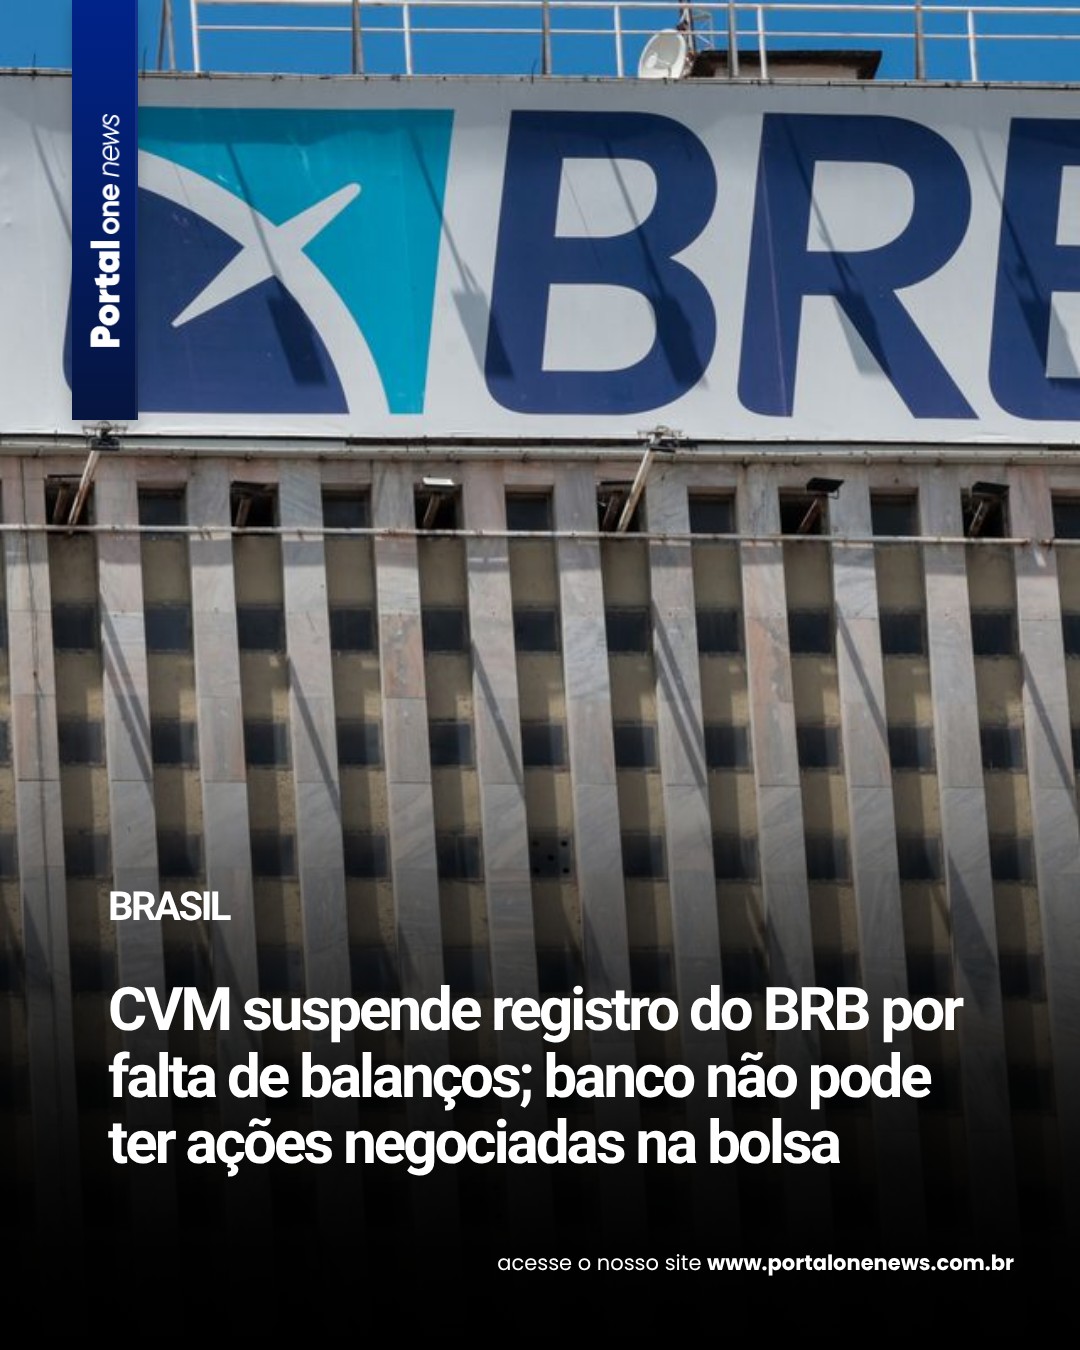 Portal one news
BRB
BRASIL
CVM suspende registro do BRB por
falta de balanços; banco não pode
ter ações negociadas na bolsa
acesse o nosso site www.portalonenews.com.br